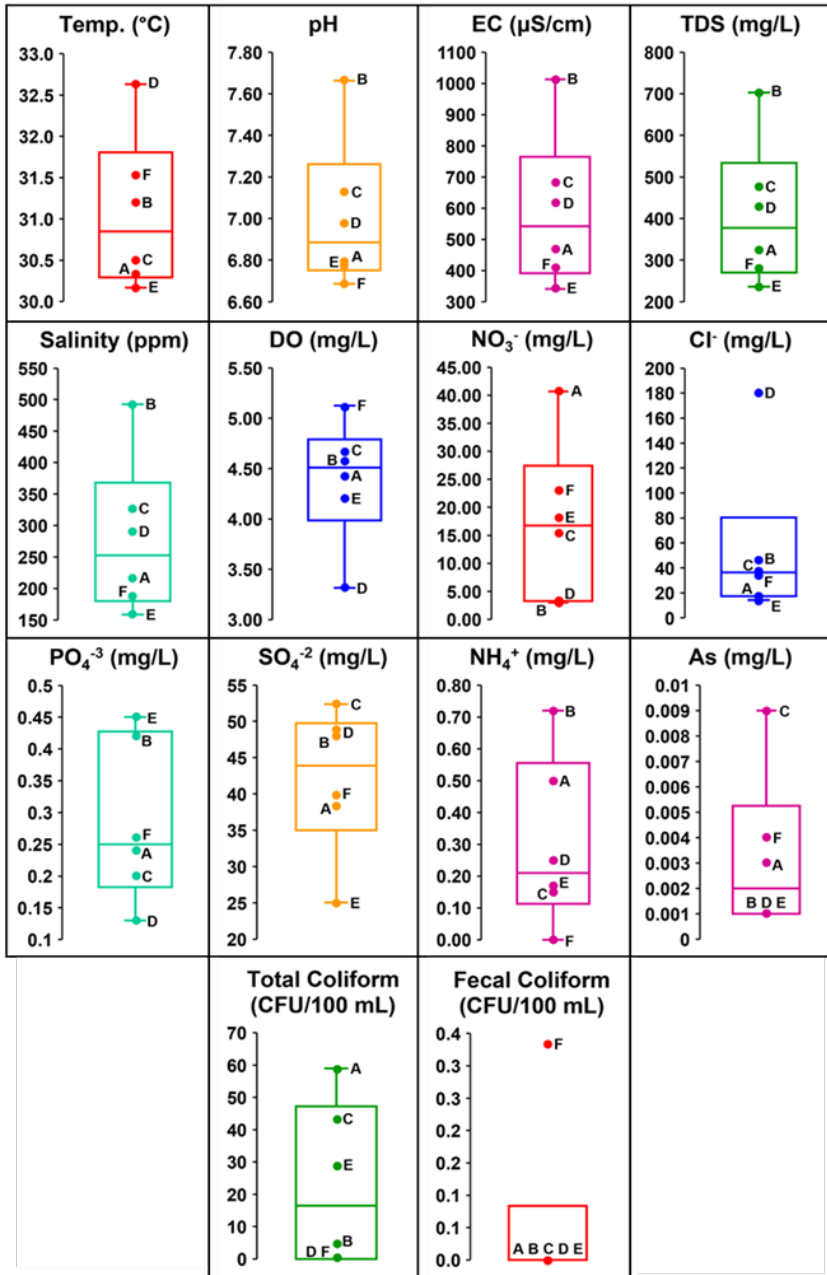 Temp. (°C)
33.0
32.5
32.0
31.5
31.0
30.5
30.0
D
F
B
C
A
E
pH
7.80
7.60
7.40
7.20
7.00
6.80
6.60
B
C
D
E A
F
EC (µS/cm)
1100
1000
900
800
700
600
500
400
300
B
C
D
A
F
E
TDS (mg/L)
800
700
600
500
400
300
200
B
C
D
A
F
E
Salinity (ppm)
550
500
450
400
350
300
250
200
150
B
C
D
A
F
E
DO (mg/L)
5.50
5.00
4.50
4.00
3.50
3.00
F
C
B
A
E
D
NO₃⁻ (mg/L)
45.00
40.00
35.00
30.00
25.00
20.00
15.00
10.00
5.00
0.00
A
F
E
C
D
B
Cl⁻ (mg/L)
200
180
160
140
120
100
80
60
40
20
0
D
B
C
F
A
E
PO₄⁻³ (mg/L)
0.5
0.45
0.4
0.35
0.3
0.25
0.2
0.15
0.1
E
B
F
A
C
D
SO₄⁻² (mg/L)
55
50
45
40
35
30
25
20
C
D
B
F
A
E
NH₄⁺ (mg/L)
0.80
0.70
0.60
0.50
0.40
0.30
0.20
0.10
0.00
B
A
D
E
C
F
As (mg/L)
0.01
0.009
0.008
0.007
0.006
0.005
0.004
0.003
0.002
0.001
0
C
F
A
B D E
Total Coliform
(CFU/100 mL)
70
60
50
40
30
20
10
0
A
C
E
B
D F
Fecal Coliform
(CFU/100 mL)
0.4
0.3
0.3
0.2
0.2
0.1
0.1
0.0
F
A B C D E